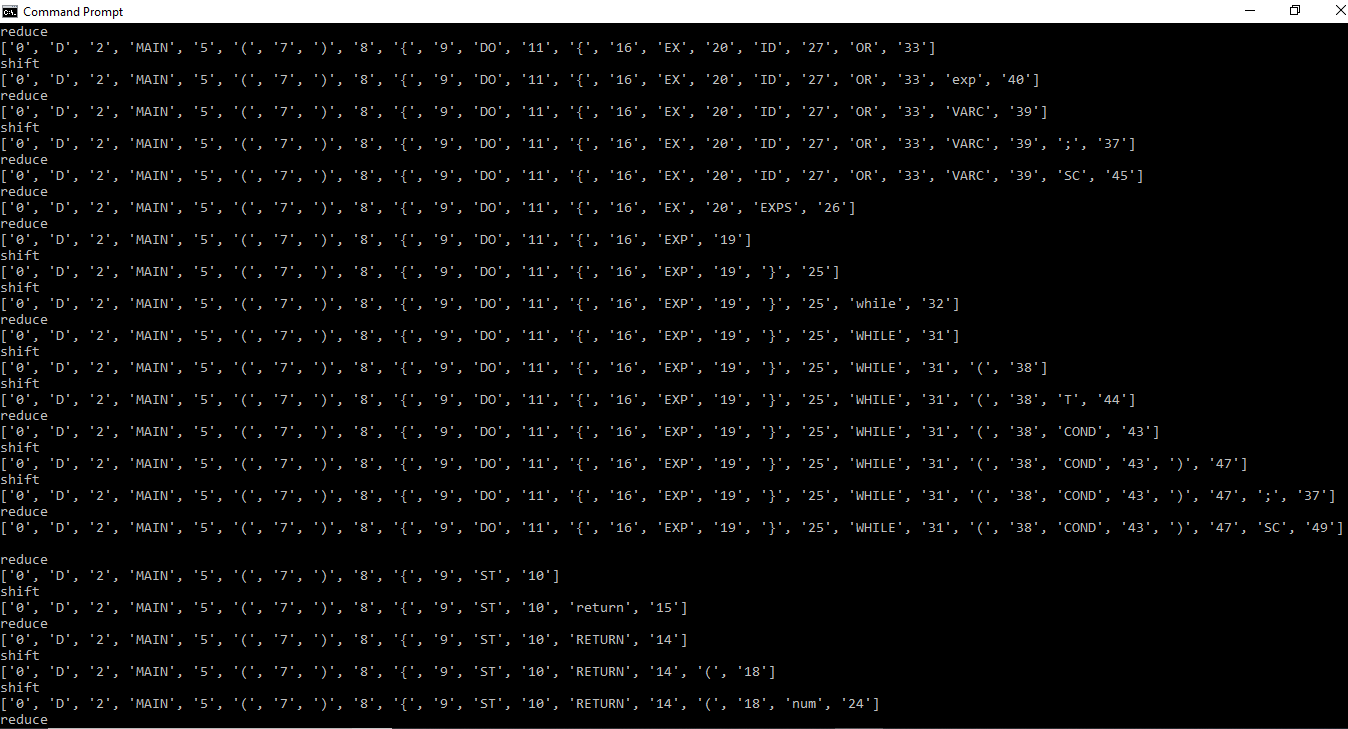 Command Prompt
reduce
['0', 'D', '2', 'MAIN', '5', '(', '7', ')', '8', '{', '9', 'DO', '11', '{', '16', 'EX', '20', 'ID', '27', 'OR', '33']
shift
['0', 'D', '2', 'MAIN', '5', '(', '7', ')', '8', '{', '9', 'DO', '11', '{', '16', 'EX', '20', 'ID', '27', 'OR', '33', 'exp', '40']
reduce
['0', 'D', '2', 'MAIN', '5', '(', '7', ')', '8', '{', '9', 'DO', '11', '{', '16', 'EX', '20', 'ID', '27', 'OR', '33', 'VARC', '39']
shift
['0', 'D', '2', 'MAIN', '5', '(', '7', ')', '8', '{', '9', 'DO', '11', '{', '16', 'EX', '20', 'ID', '27', 'OR', '33', 'VARC', '39', ';', '37']
reduce
['0', 'D', '2', 'MAIN', '5', '(', '7', ')', '8', '{', '9', 'DO', '11', '{', '16', 'EX', '20', 'ID', '27', 'OR', '33', 'VARC', '39', 'SC', '45']
reduce
['0', 'D', '2', 'MAIN', '5', '(', '7', ')', '8', '{', '9', 'DO', '11', '{', '16', 'EX', '20', 'EXPS', '26']
reduce
['0', 'D', '2', 'MAIN', '5', '(', '7', ')', '8', '{', '9', 'DO', '11', '{', '16', 'EXP', '19']
shift
['0', 'D', '2', 'MAIN', '5', '(', '7', ')', '8', '{', '9', 'DO', '11', '{', '16', 'EXP', '19', '}', '25']
shift
['0', 'D', '2', 'MAIN', '5', '(', '7', ')', '8', '{', '9', 'DO', '11', '{', '16', 'EXP', '19', '}', '25', 'while', '32']
reduce
['0', 'D', '2', 'MAIN', '5', '(', '7', ')', '8', '{', '9', 'DO', '11', '{', '16', 'EXP', '19', '}', '25', 'WHILE', '31']
shift
['0', 'D', '2', 'MAIN', '5', '(', '7', ')', '8', '{', '9', 'DO', '11', '{', '16', 'EXP', '19', '}', '25', 'WHILE', '31', '(', '38']
shift
['0', 'D', '2', 'MAIN', '5', '(', '7', ')', '8', '{', '9', 'DO', '11', '{', '16', 'EXP', '19', '}', '25', 'WHILE', '31', '(', '38', 'T', '44']
reduce
['0', 'D', '2', 'MAIN', '5', '(', '7', ')', '8', '{', '9', 'DO', '11', '{', '16', 'EXP', '19', '}', '25', 'WHILE', '31', '(', '38', 'COND', '43']
shift
['0', 'D', '2', 'MAIN', '5', '(', '7', ')', '8', '{', '9', 'DO', '11', '{', '16', 'EXP', '19', '}', '25', 'WHILE', '31', '(', '38', 'COND', '43', ')', '47']
shift
['0', 'D', '2', 'MAIN', '5', '(', '7', ')', '8', '{', '9', 'DO', '11', '{', '16', 'EXP', '19', '}', '25', 'WHILE', '31', '(', '38', 'COND', '43', ')', '47', ';', '37']
reduce
['0', 'D', '2', 'MAIN', '5', '(', '7', ')', '8', '{', '9', 'DO', '11', '{', '16', 'EXP', '19', '}', '25', 'WHILE', '31', '(', '38', 'COND', '43', ')', '47', 'SC', '49']
reduce
['0', 'D', '2', 'MAIN', '5', '(', '7', ')', '8', '{', '9', 'ST', '10']
shift
['0', 'D', '2', 'MAIN', '5', '(', '7', ')', '8', '{', '9', 'ST', '10', 'return', '15']
reduce
['0', 'D', '2', 'MAIN', '5', '(', '7', ')', '8', '{', '9', 'ST', '10', 'RETURN', '14']
shift
['0', 'D', '2', 'MAIN', '5', '(', '7', ')', '8', '{', '9', 'ST', '10', 'RETURN', '14', '(', '18']
shift
['0', 'D', '2', 'MAIN', '5', '(', '7', ')', '8', '{', '9', 'ST', '10', 'RETURN', '14', '(', '18', 'num', '24']
reduce